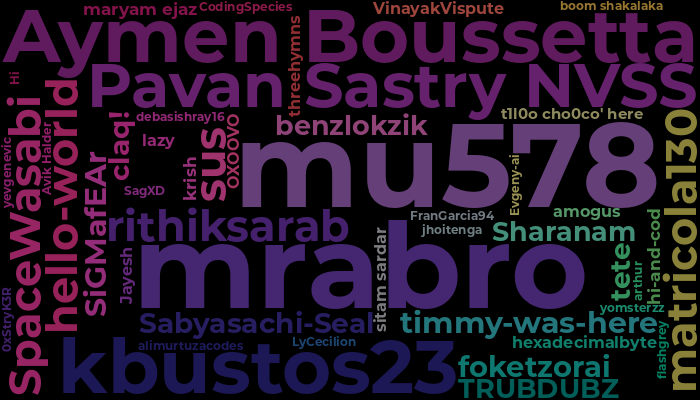 maryam ejaz
CodingSpecies
VinayakVispute
boom shakalaka
Aymen Boussetta
threehymns
Hi
Pavan Sastry NVSS
SpaceWasabi
hello-world
yevgenevic
Avik Halder
claq!
debasishray16
lazy
sus
OXOOVO
krish
SagXD
benzlokzik
t1l0o cho0co' here
mu578
Evgeny-ai
matricola130
SiGMafEAr
rithiksarab
FranGarcia94
jhoitenga
amogus
Sharanam
hi-and-cod
tete
arthur
Jayesh
mrabro
sitam sardar
0xStryK3R
yomsterzz
Sabyasachi-Seal
timmy-was-here
alimurtuzacodes
LyCecilion
hexadecimalbyte
flashgrey
kbustos23
foketzorai
TRUBDUBZ